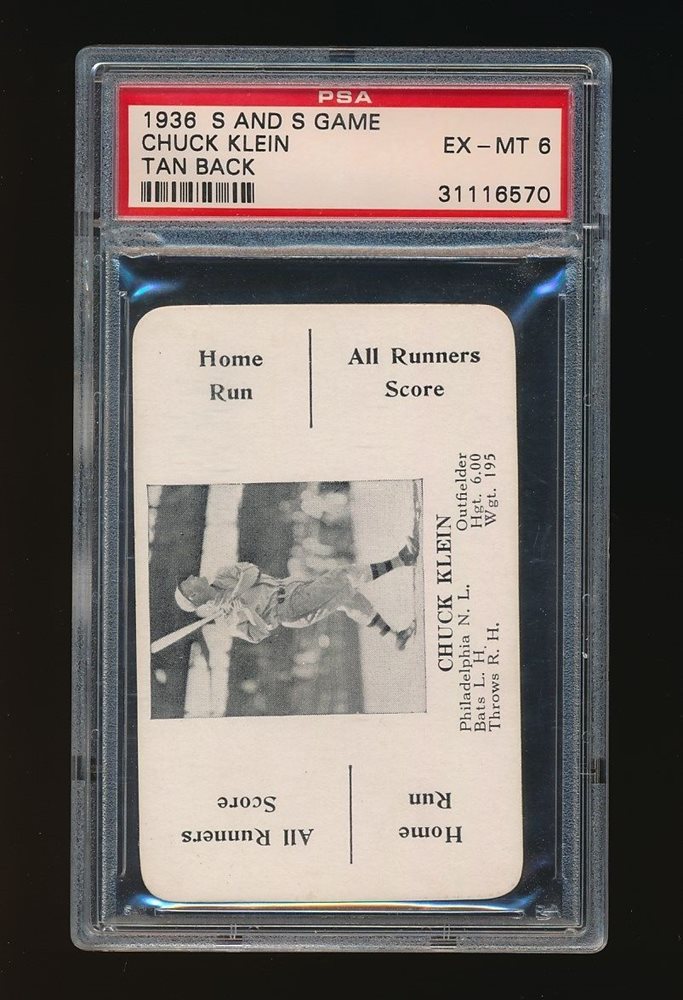 PSA
1936 S AND S GAME
CHUCK KLEIN EX - MT 6
TAN BACK
31116570
Home
Run
All Runners
Score
CHUCK KLEIN
Philadelphia N. L. Outfielder
Bats L. H. Hgt. 6.00
Throws R. H. Wgt. 195
Home
Run
All Runners
Score